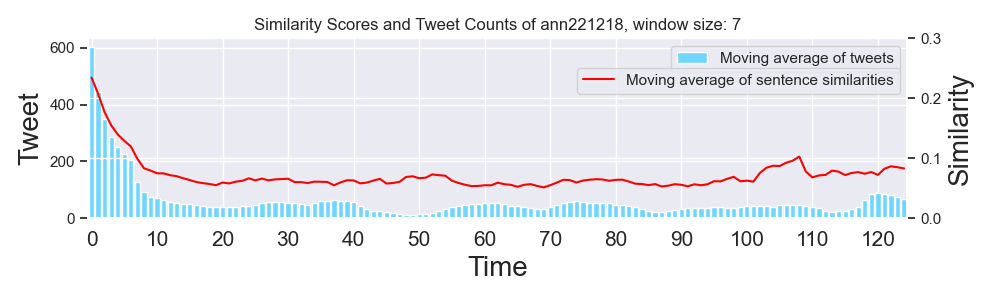 Similarity Scores and Tweet Counts of ann221218, window size: 7
Moving average of tweets
Moving average of sentence similarities
Tweet
600
400
200
0
0.3
0.2
0.1
0.0
Similarity
0 10 20 30 40 50 60 70 80 90 100 110 120
Time